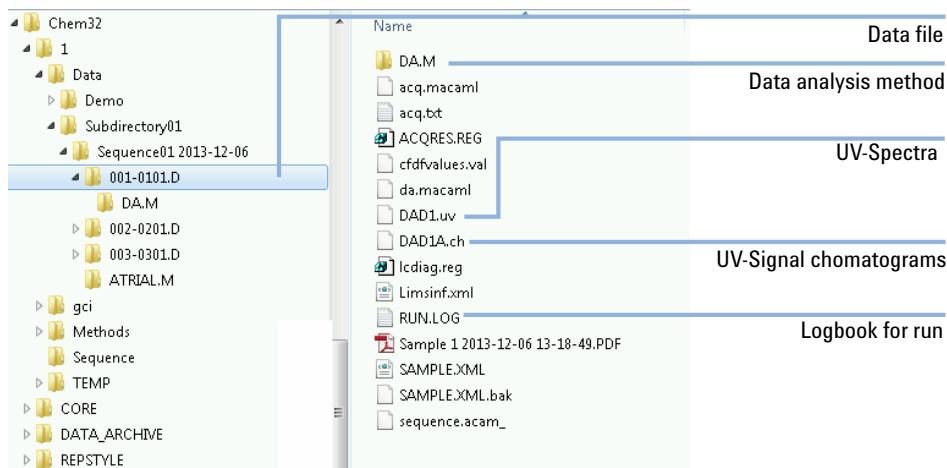 Chem32
1
Data
Demo
Subdirectory01
Sequence01 2013-12-06
001-0101.D
DA.M
002-0201.D
003-0301.D
ATRIAL.M
gci
Methods
Sequence
TEMP
CORE
DATA_ARCHIVE
REPSTYLE
Name
DA.M
acq.macaml
acq.txt
ACQRES.REG
cfdfvalues.val
da.macaml
DAD1.uv
DAD1A.ch
lcdiag.reg
Limsinf.xml
RUN.LOG
Sample 1 2013-12-06 13-18-49.PDF
SAMPLE.XML
SAMPLE.XML.bak
sequence.acam_
Data file
Data analysis method
UV-Spectra
UV-Signal chomatograms
Logbook for run